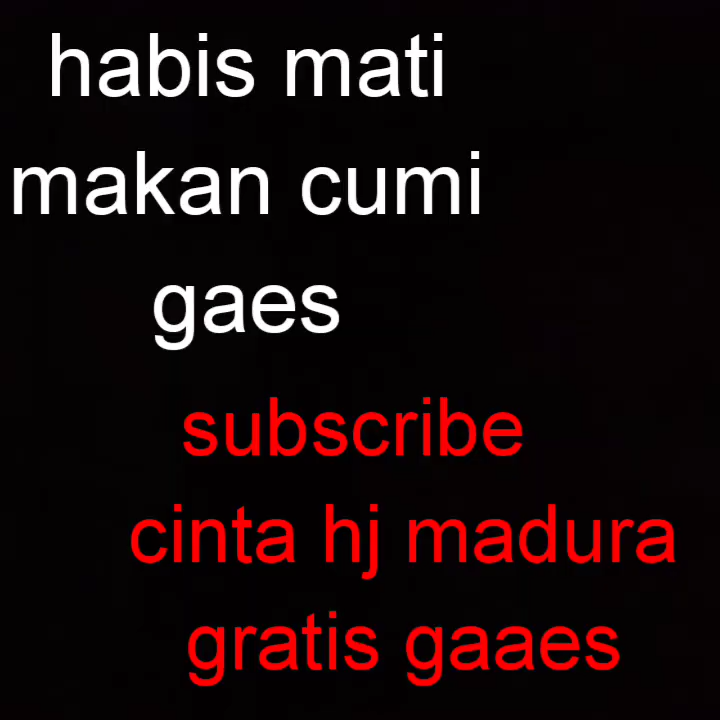 habis mati
makan cumi
gaes
subscribe
cinta hj madura
gratis gaaes